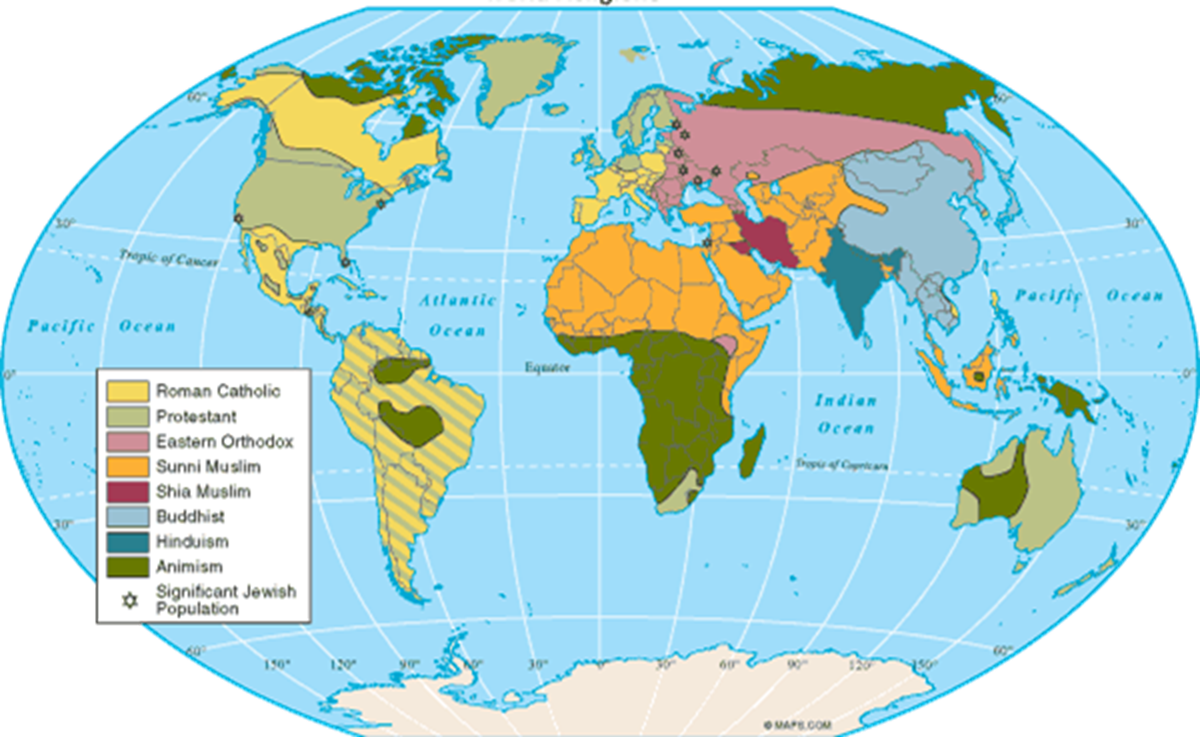 60°
60°
30°
30°
Tropic of Cancer
Atlantic
Ocean
Pacific Ocean
Pacific Ocean
Equator
0°
0°
Indian
Ocean
Tropic of Capricorn
Roman Catholic
Protestant
Eastern Orthodox
Sunni Muslim
Shia Muslim
Buddhist
Hinduism
Animism
Significant Jewish
Population
30°
30°
60°
60°
150° 120° 90° 60° 30° 0° 30° 60° 90° 120° 150°
© MAPS.COM